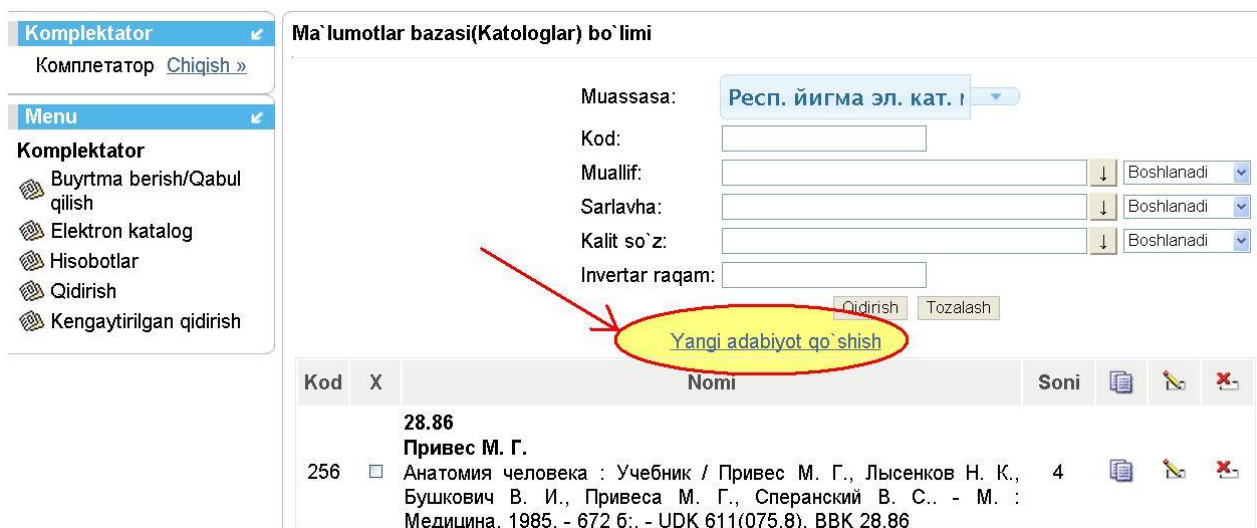 Komplektator
Комплетатор Chiqish »
Menu
Komplektator
Buyrtma berish/Qabul
qilish
Elektron katalog
Hisobotlar
Qidirish
Kengaytirilgan qidirish
Ma`lumotlar bazasi(Katologlar) bo`limi
Muassasa: Респ. йигма эл. кат.
Kod:
Muallif: ↓ Boshlanadi
Sarlavha: ↓ Boshlanadi
Kalit so`z: ↓ Boshlanadi
Invertar raqam:
Qidirish Tozalash
Yangi adabiyot qo`shish
Kod X Nomi Soni
28.86
Привес М. Г.
256 Анатомия человека : Учебник / Привес М. Г., Лысенков Н. К., 4
Бушкович В. И., Привеса М. Г., Сперанский В. С.. - М. :
Медицина, 1985. - 672 б:. - UDK 611(075.8). BBK 28.86